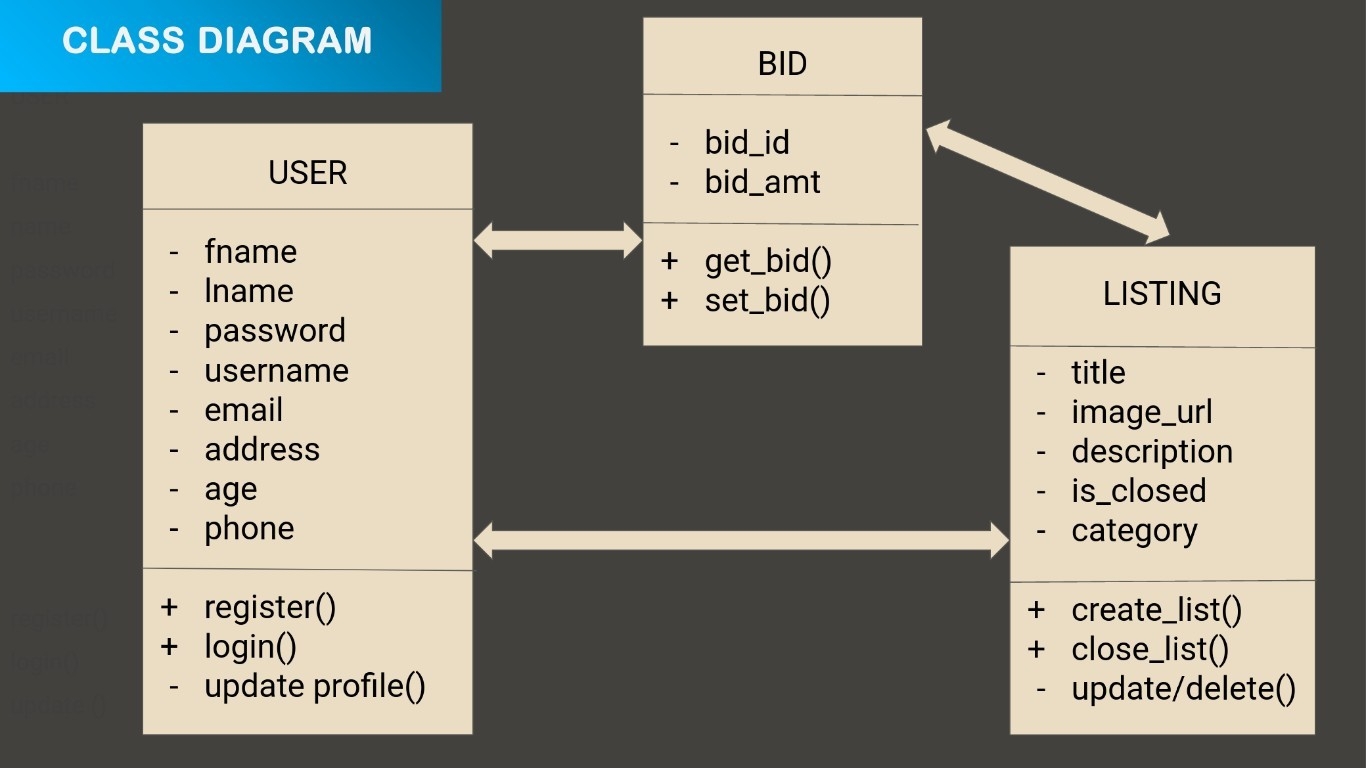 CLASS DIAGRAM
USER
- fname
- lname
- password
- username
- email
- address
- age
- phone
+ register()
+ login()
- update profile()
BID
- bid_id
- bid_amt
+ get_bid()
+ set_bid()
LISTING
- title
- image_url
- description
- is_closed
- category
+ create_list()
+ close_list()
- update/delete()